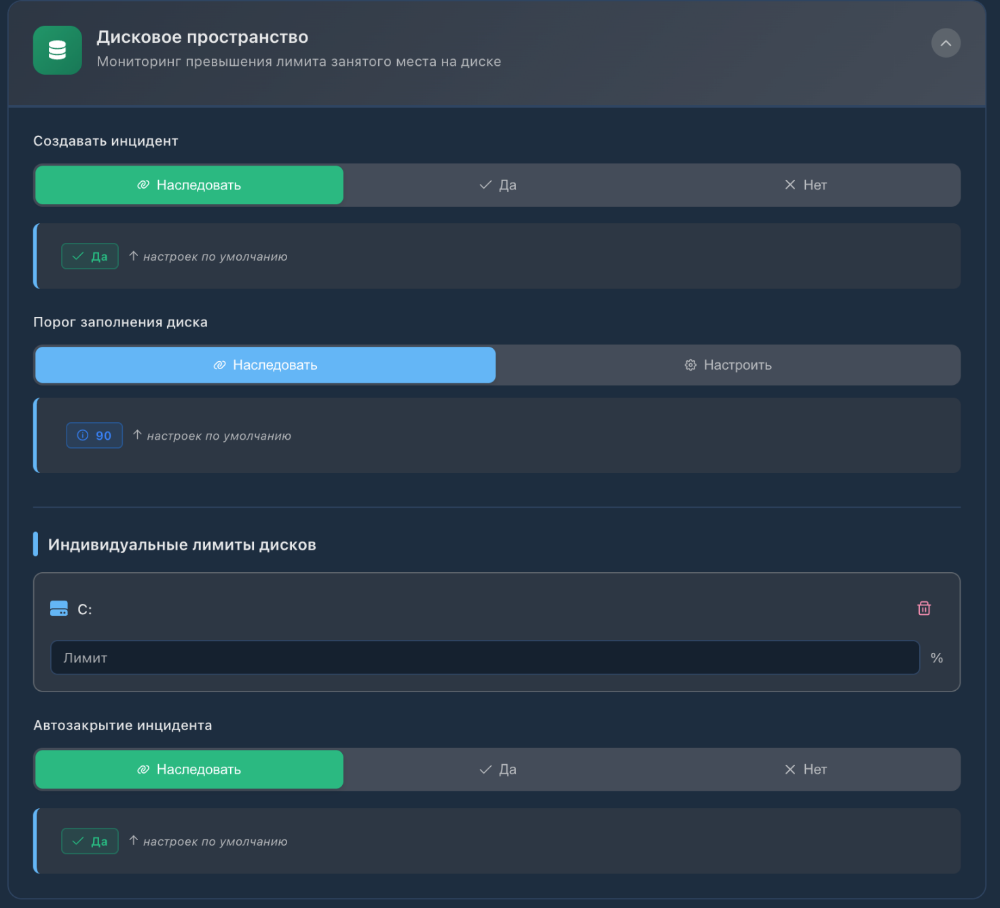 Дисковое пространство
Мониторинг превышения лимита занятого места на диске
Создавать инцидент
Наследовать
Да
Нет
Да ↑ настроек по умолчанию
Порог заполнения диска
Наследовать
Настроить
90 ↑ настроек по умолчанию
Индивидуальные лимиты дисков
C:
Лимит %
Автозакрытие инцидента
Наследовать
Да
Нет
Да ↑ настроек по умолчанию